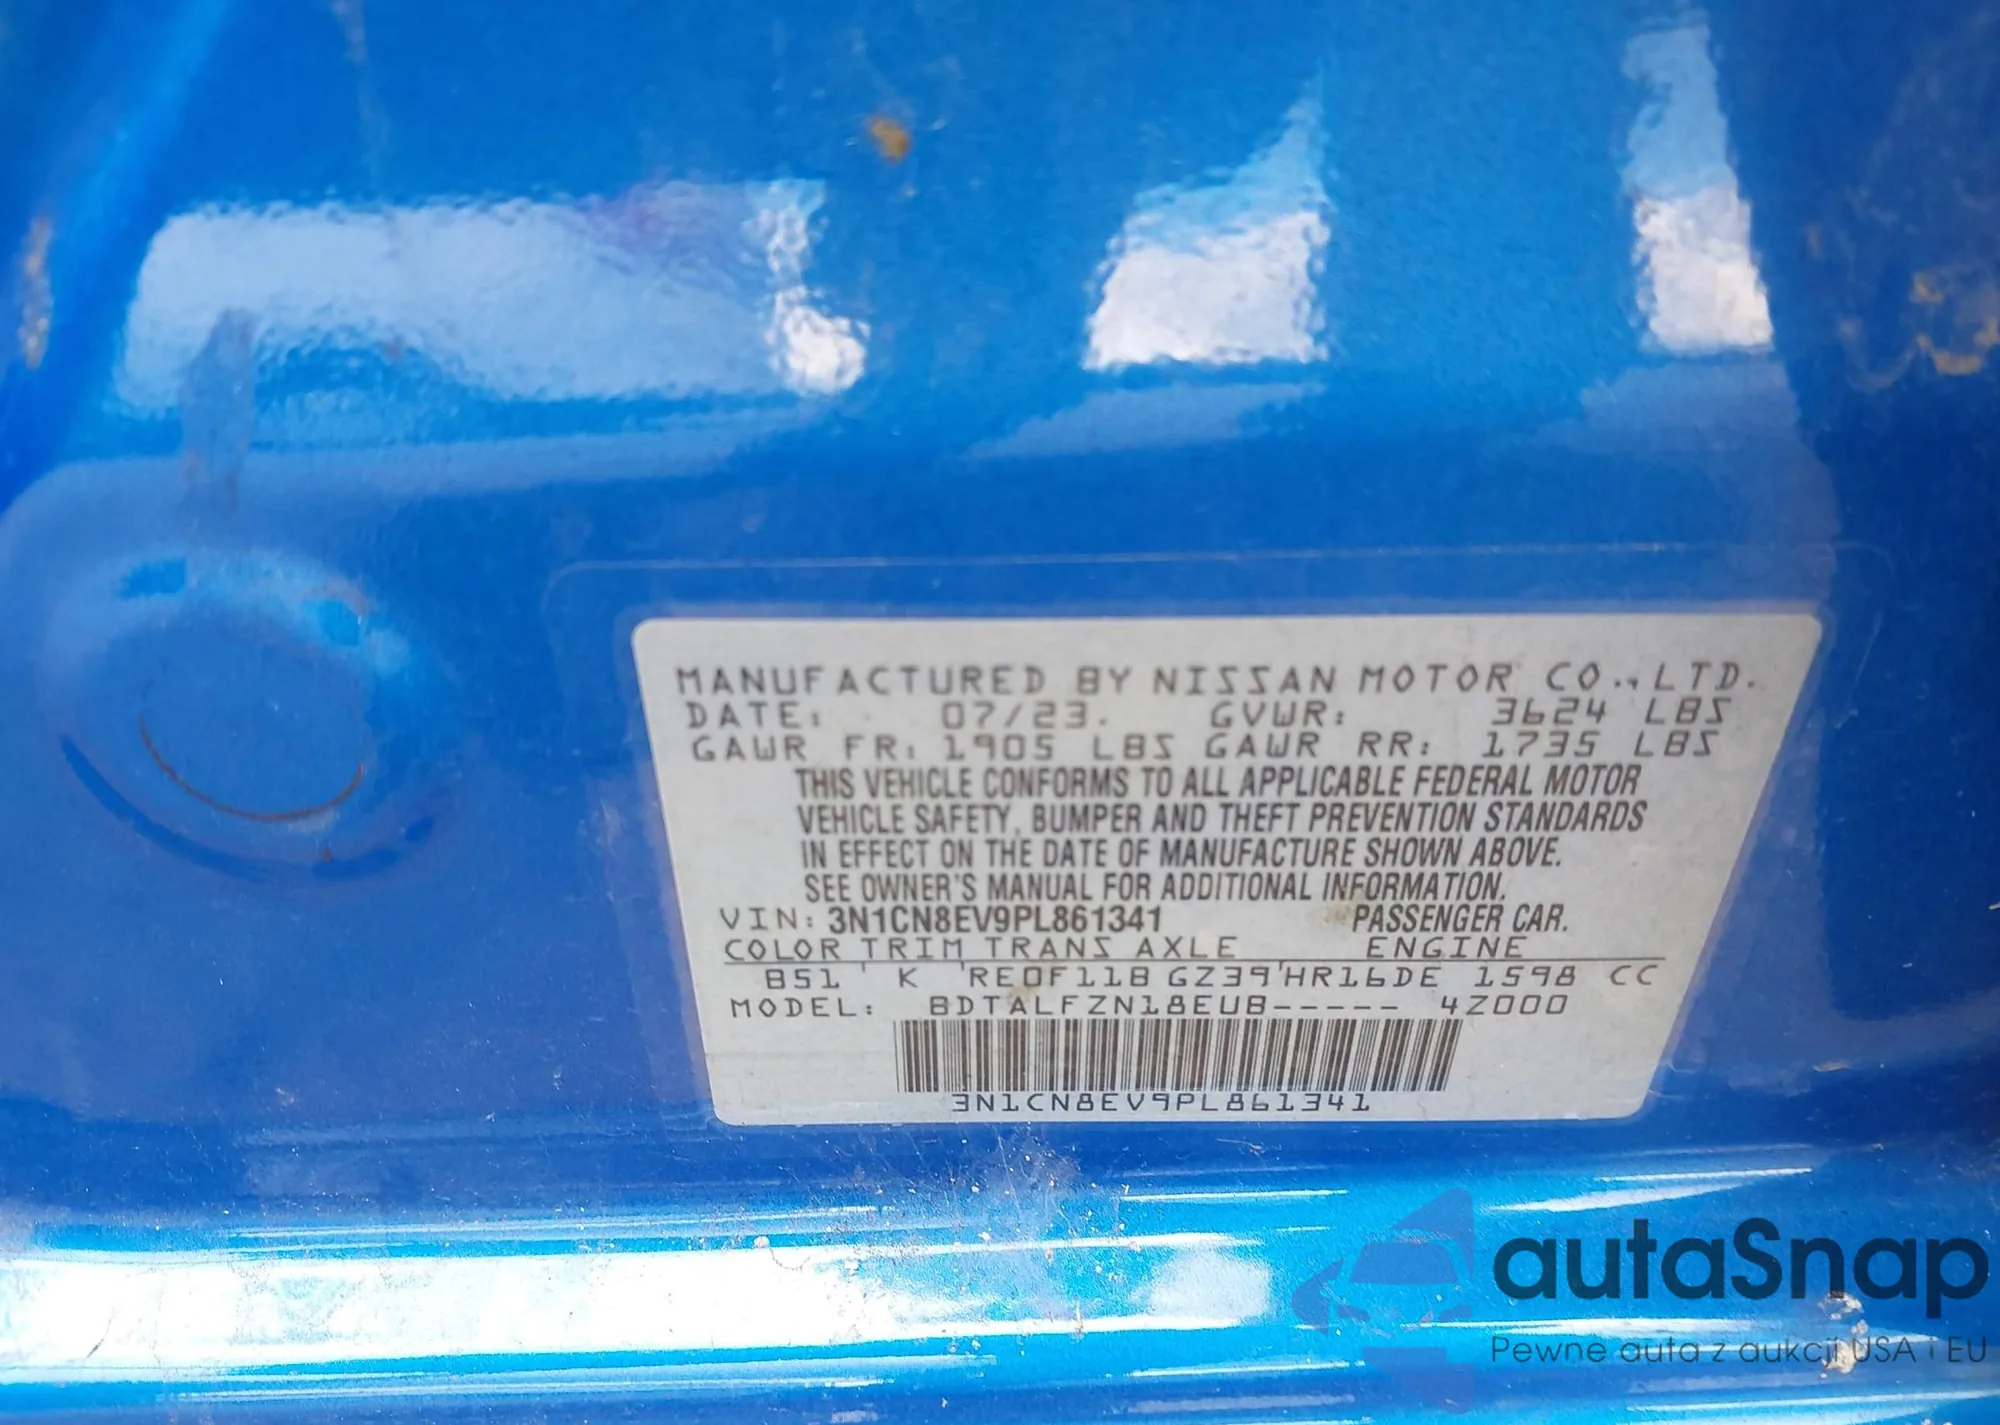 MANUFACTURED BY NISSAN MOTOR CO., LTD.
DATE: 07/23. GVWR: 3624 LBS
GAWR FR: 1905 LBS GAWR RR: 1735 LBS
THIS VEHICLE CONFORMS TO ALL APPLICABLE FEDERAL MOTOR
VEHICLE SAFETY, BUMPER AND THEFT PREVENTION STANDARDS
IN EFFECT ON THE DATE OF MANUFACTURE SHOWN ABOVE.
SEE OWNER'S MANUAL FOR ADDITIONAL INFORMATION.
VIN: 3N1CN8EV9PL861341 PASSENGER CAR.
COLOR TRIM TRANS AXLE ENGINE
B51 K RE0F11B GZ39 HR16DE 1598 CC
MODEL: BDTALFZN18EUB----- 4Z000
3N1CN8EV9PL861341
autaSnap
Pewne auta z aukcji USA i EU